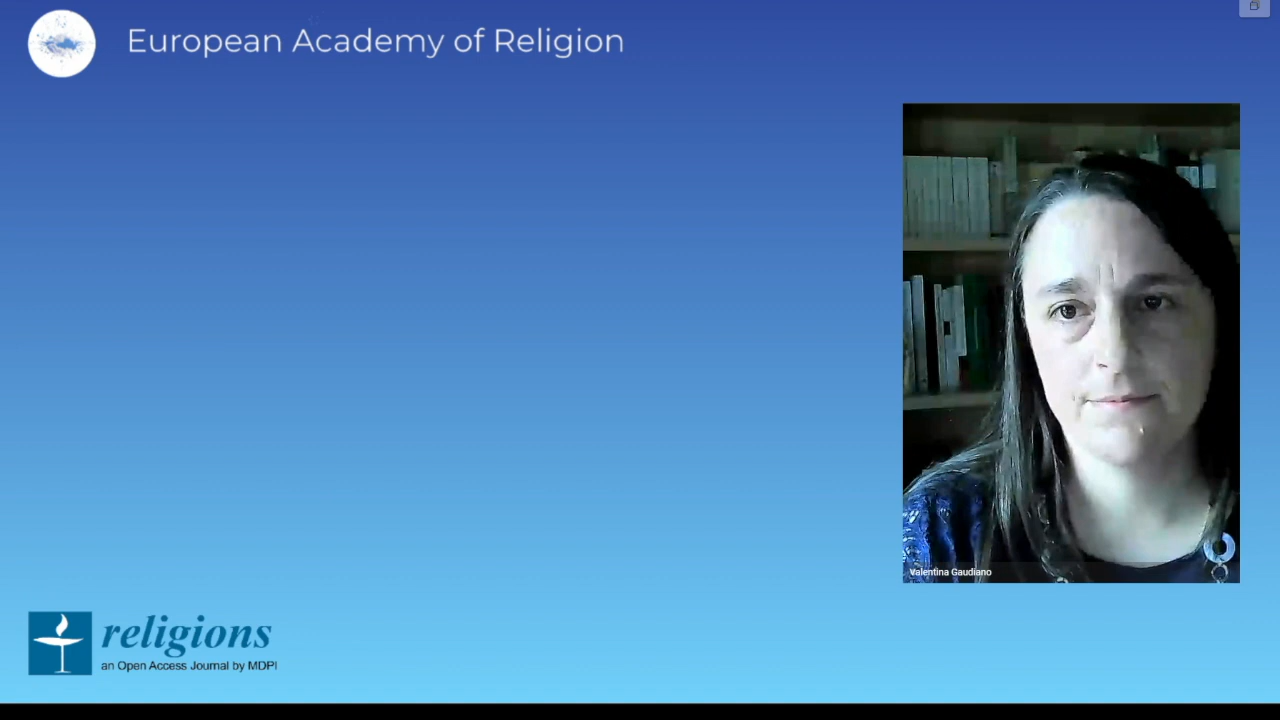 European Academy of Religion
Valentina Gaudiano
religions
an Open Access Journal by MDPI